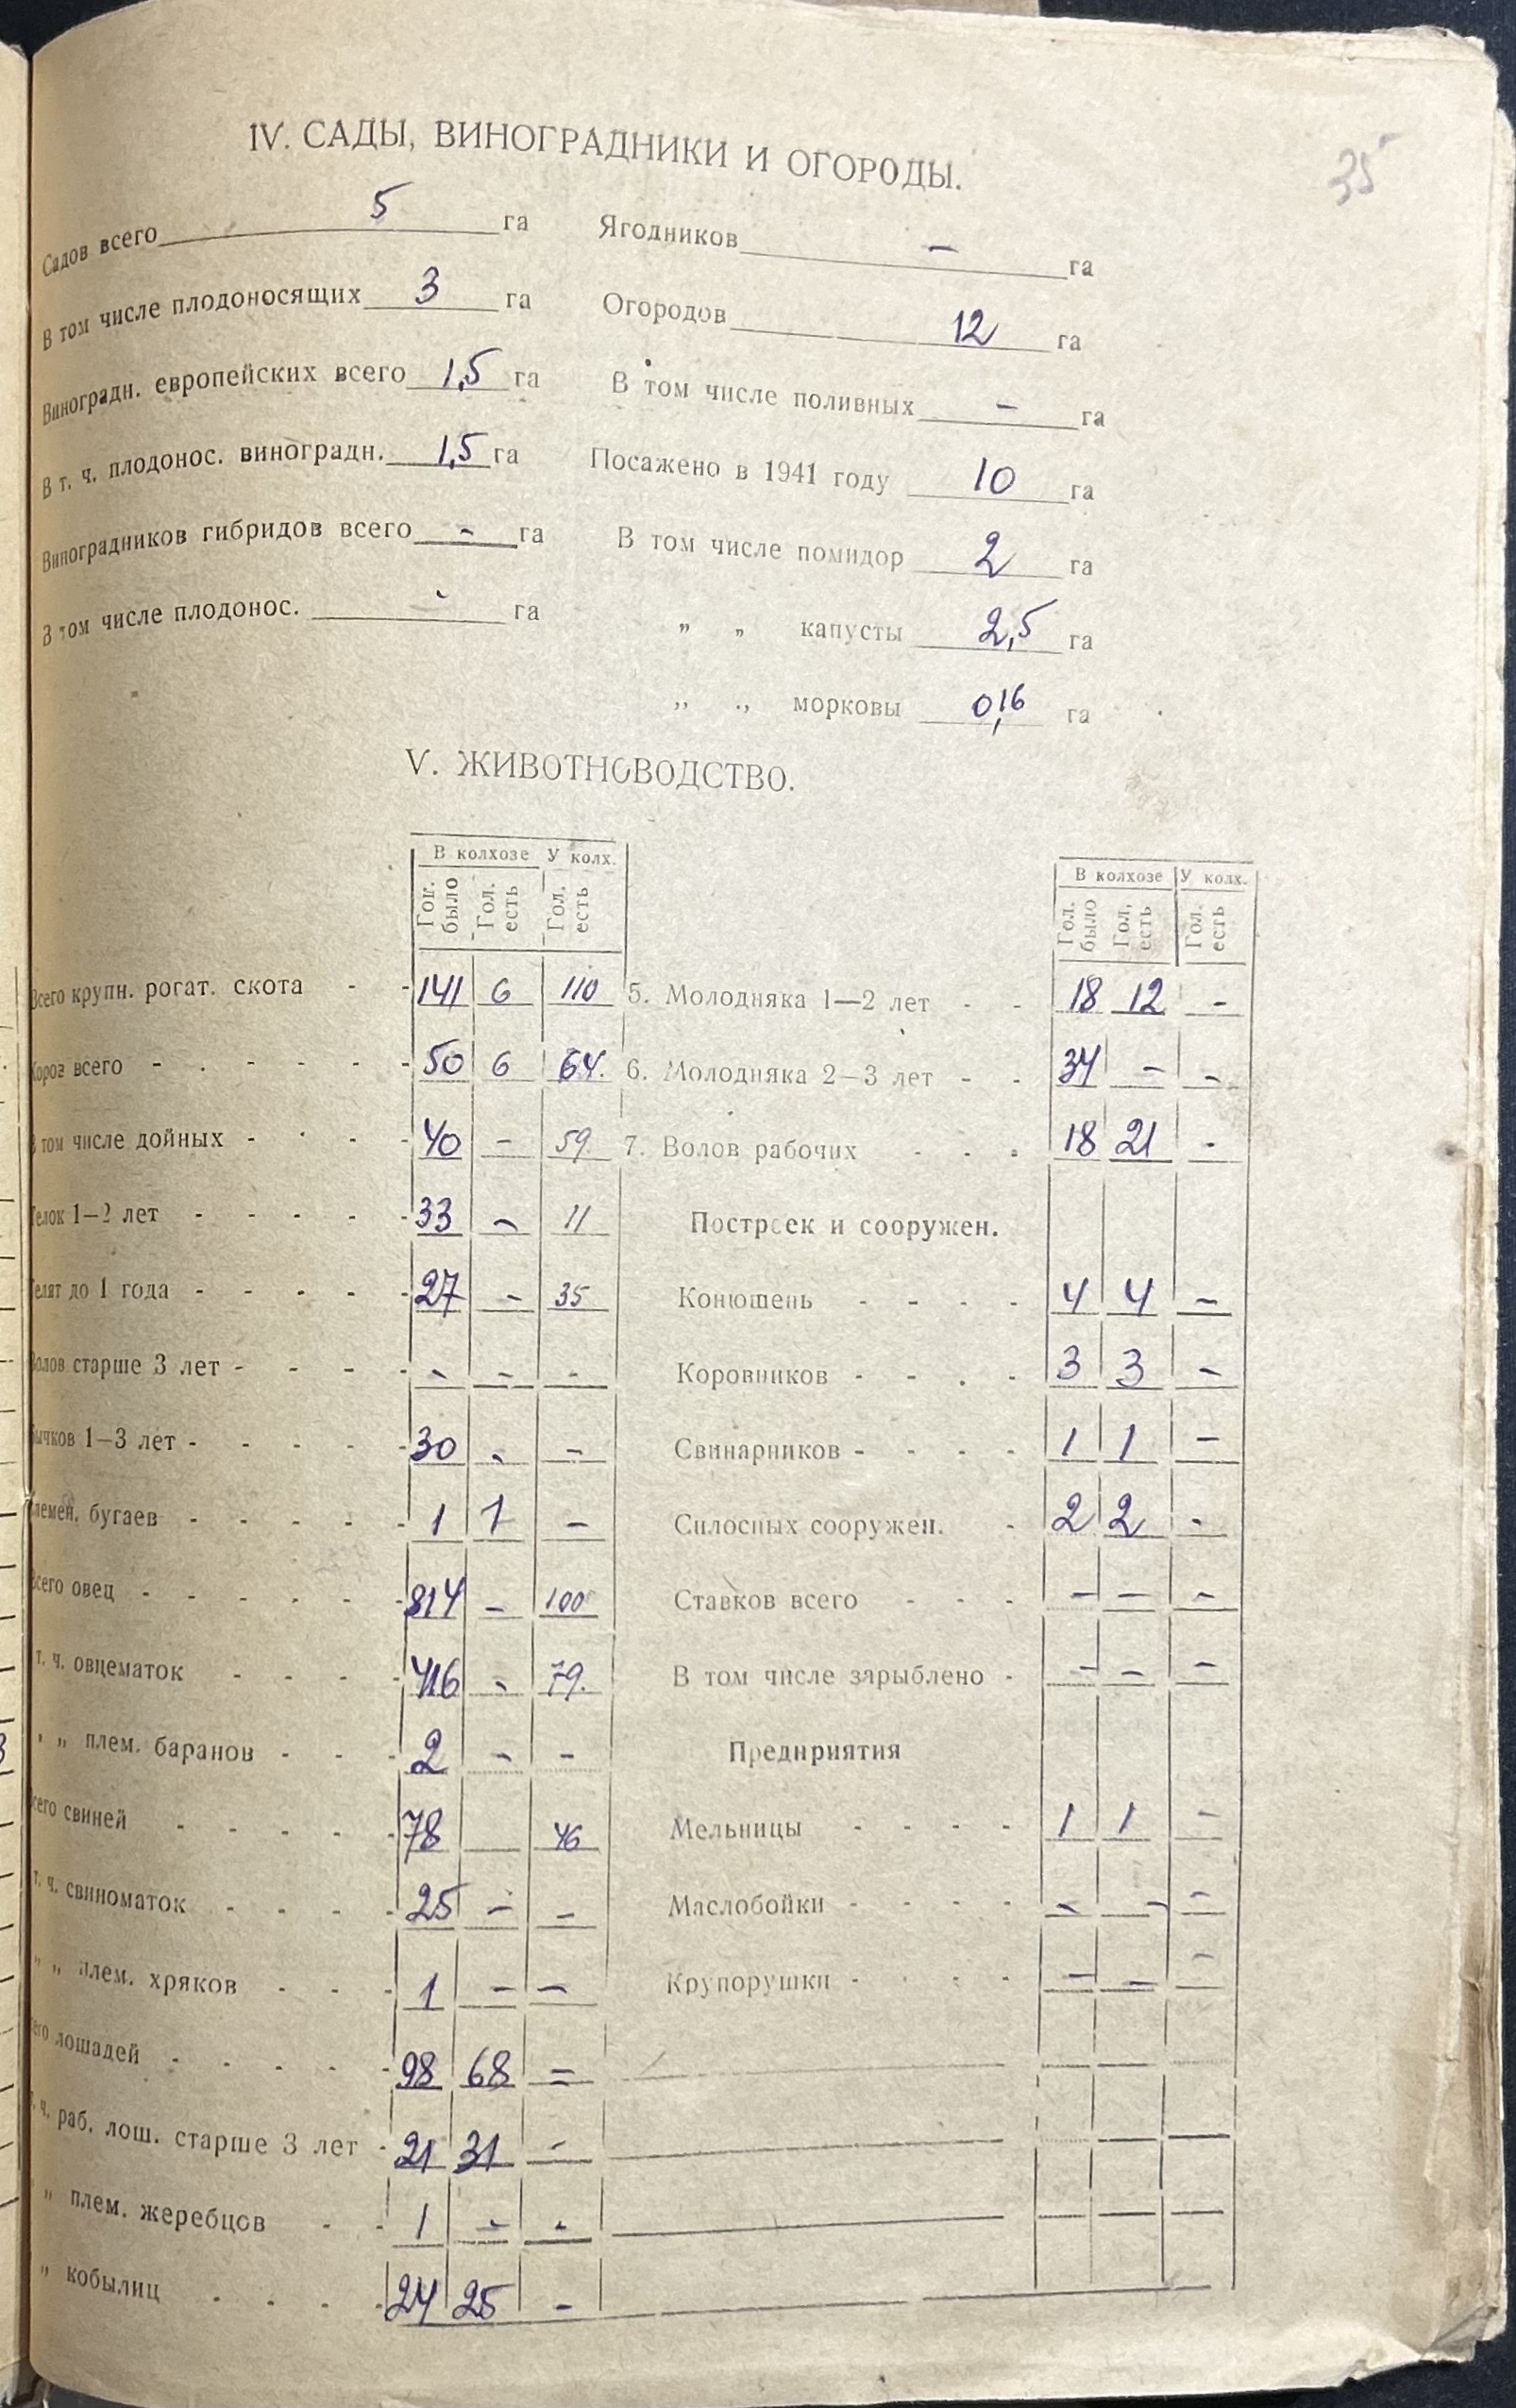 35
IV. САДЫ, ВИНОГРАДНИКИ И ОГОРОДЫ.
Садов всего 5 га
В том числе плодоносящих 3 га
Виноградн. европейских всего 1,5 га
В т. ч. плодонос. виноградн. 1,5 га
Виноградников гибридов всего - га
В том числе плодонос. - га
Ягодников — га
Огородов 12 га
В том числе поливных — га
Посажено в 1941 году 10 га
В том числе помидор 2 га
„ „ капусты 2,5 га
„ „ морковы 0,16 га
V. ЖИВОТНОВОДСТВО.
В колхозе У колх.
Гол. было Гол. есть Гол. есть
Всего крупн. рогат. скота - - 141 6 110
Коров всего - - - - - - 50 6 64.
В том числе дойных - - - - 40 - 59.
Телок 1—2 лет - - - - - 33 - 11
Телят до 1 года - - - - - 27 - 35
Волов старше 3 лет - - - - - - -
Бычков 1—3 лет - - - - - 30 - -
Племен. бугаев - - - - - 1 1 -
Всего овец - - - - - - 814 - 100
т. ч. овцематок - - - - 416 - 79.
„ „ плем. баранов - - - 2 - -
Всего свиней - - - - - 78 46
т. ч. свиноматок - - - - 25 - -
„ „ плем. хряков - - - 1 - -
Всего лошадей - - - - - 98 68 =
т. ч. раб. лош. старше 3 лет - 21 31 -
„ плем. жеребцов - - 1 - -
„ кобылиц - - - - 24 25 -
В колхозе У колх.
Гол. было Гол. есть Гол. есть
5. Молодняка 1—2 лет - - 18 12 -
6. Молодняка 2—3 лет - - 34 - -
7. Волов рабочих - - - 18 21 -
Построек и сооружен.
Конюшень - - - - 4 4 -
Коровников - - - - 3 3 -
Свинарников - - - - 1 1 -
Силосных сооружен. - 2 2 -
Ставков всего - - - - - -
В том числе зарыблено - - - -
Предприятия
Мельницы - - - - 1 1 -
Маслобойки - - - - - - -
Крупорушки - - - - - - -